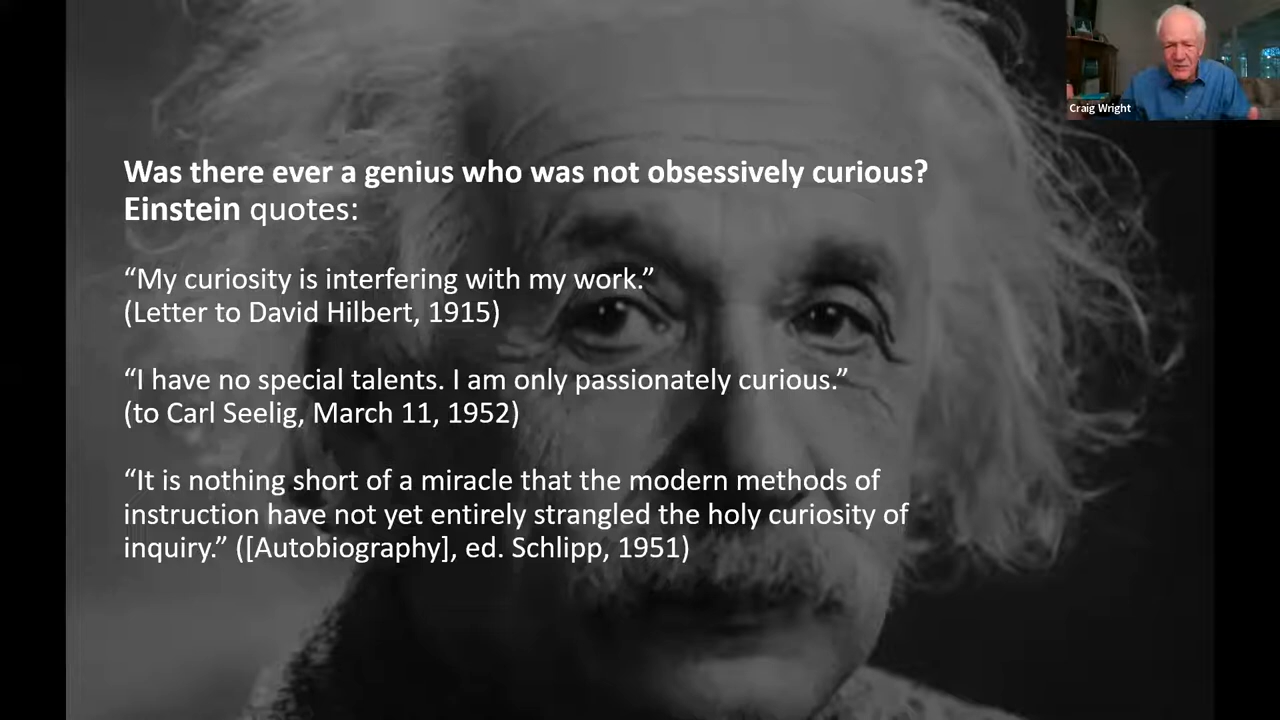 Craig Wright
Was there ever a genius who was not obsessively curious?
Einstein quotes:
“My curiosity is interfering with my work.”
(Letter to David Hilbert, 1915)
“I have no special talents. I am only passionately curious.”
(to Carl Seelig, March 11, 1952)
“It is nothing short of a miracle that the modern methods of
instruction have not yet entirely strangled the holy curiosity of
inquiry.” ([Autobiography], ed. Schlipp, 1951)